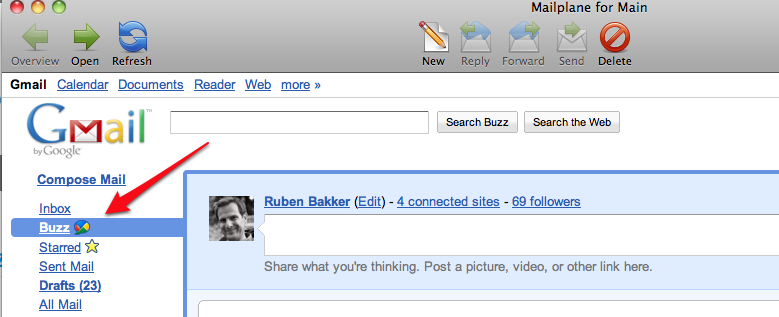 Mailplane for Main
Overview Open Refresh New Reply Forward Send Delete
Gmail Calendar Documents Reader Web more »
Gmail™
by Google
Search Buzz Search the Web
Compose Mail
Inbox
Buzz
Starred
Sent Mail
Drafts (23)
All Mail
Ruben Bakker (Edit) - 4 connected sites - 69 followers
Share what you're thinking. Post a picture, video, or other link here.